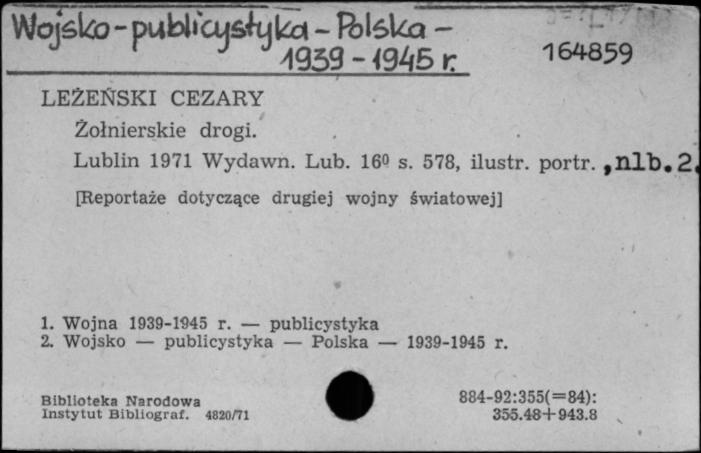 Wojsko-publicystyka-Polska-
1939-1945 r.
164859
LEŻEŃSKI CEZARY
Żołnierskie drogi.
Lublin 1971 Wydawn. Lub. 16º s. 578, ilustr. portr. ,nlb.2.
[Reportaże dotyczące drugiej wojny światowej]
1. Wojna 1939-1945 r. — publicystyka
2. Wojsko — publicystyka — Polska — 1939-1945 r.
Biblioteka Narodowa
Instytut Bibliograf. 4820/71
884-92:355(=84):
355.48+943.8